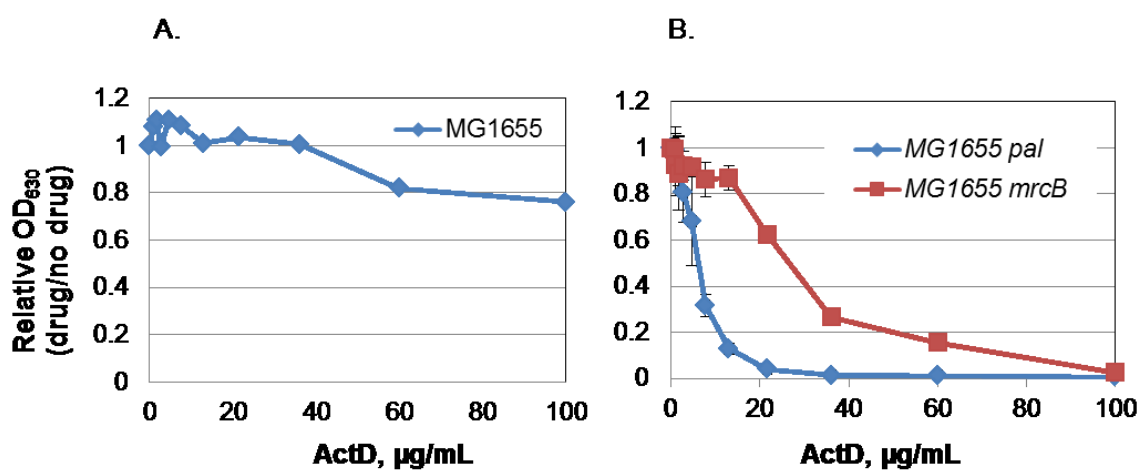 A.
B.
Relative OD630
(drug/no drug)
1.2
1
0.8
0.6
0.4
0.2
0
MG1655
0 20 40 60 80 100
ActD, µg/mL
1.2
1
0.8
0.6
0.4
0.2
0
MG1655 pal
MG1655 mrcB
0 20 40 60 80 100
ActD, µg/mL